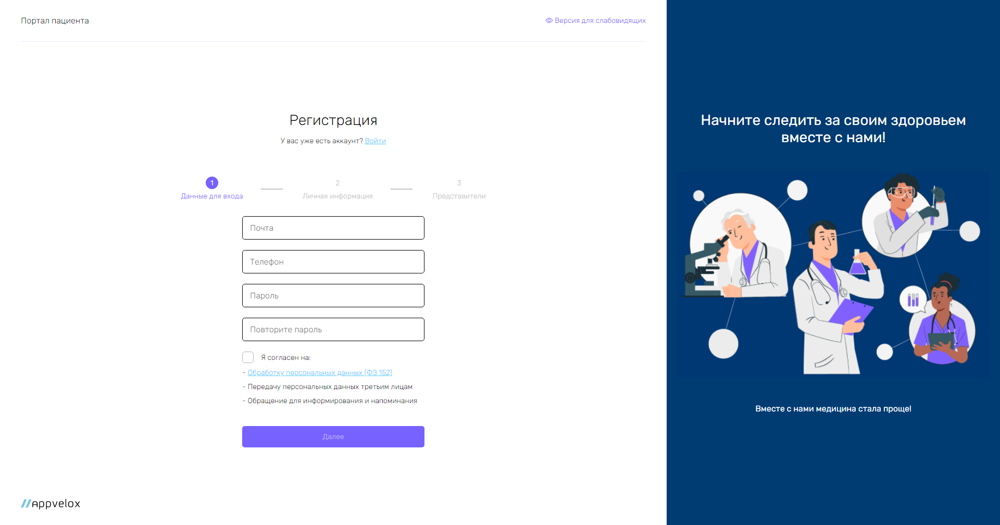 Портал пациента
Версия для слабовидящих
Регистрация
У вас уже есть аккаунт? Войти
1
Данные для входа
2
Личная информация
3
Представители
Почта
Телефон
Пароль
Повторите пароль
Я согласен на:
- Обработку персональных данных (ФЗ 152)
- Передачу персональных данных третьим лицам
- Обращение для информирования и напоминания
Далее
//appvelox
Начните следить за своим здоровьем
вместе с нами!
Вместе с нами медицина стала проще!